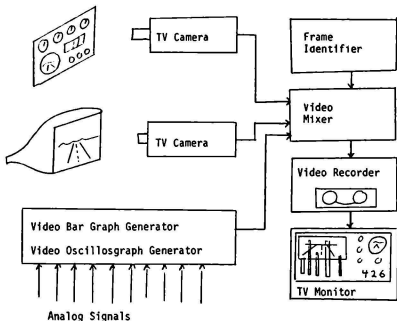 TV Camera
Frame
Identifier
TV Camera
Video
Mixer
Video Recorder
Video Bar Graph Generator
Video Oscillosgraph Generator
426
TV Monitor
Analog Signals